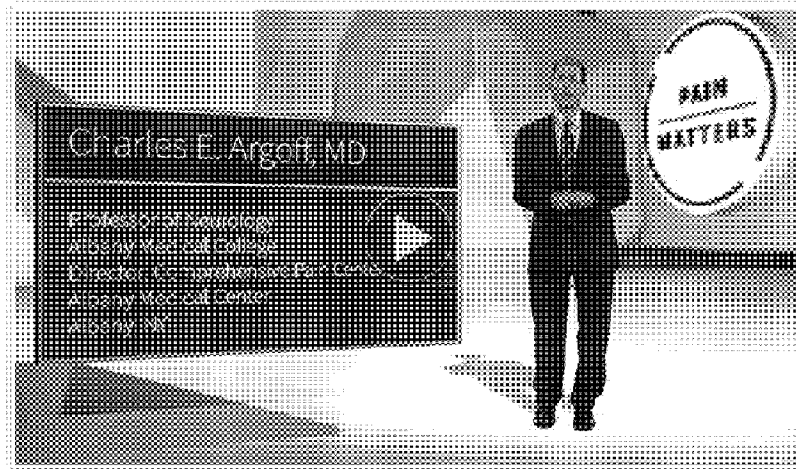 Charles E. Argoff, MD
Professor of Neurology
Albany Medical College
Director, Comprehensive Pain Center
Albany Medical Center
Albany, NY
PAIN
MATTERS